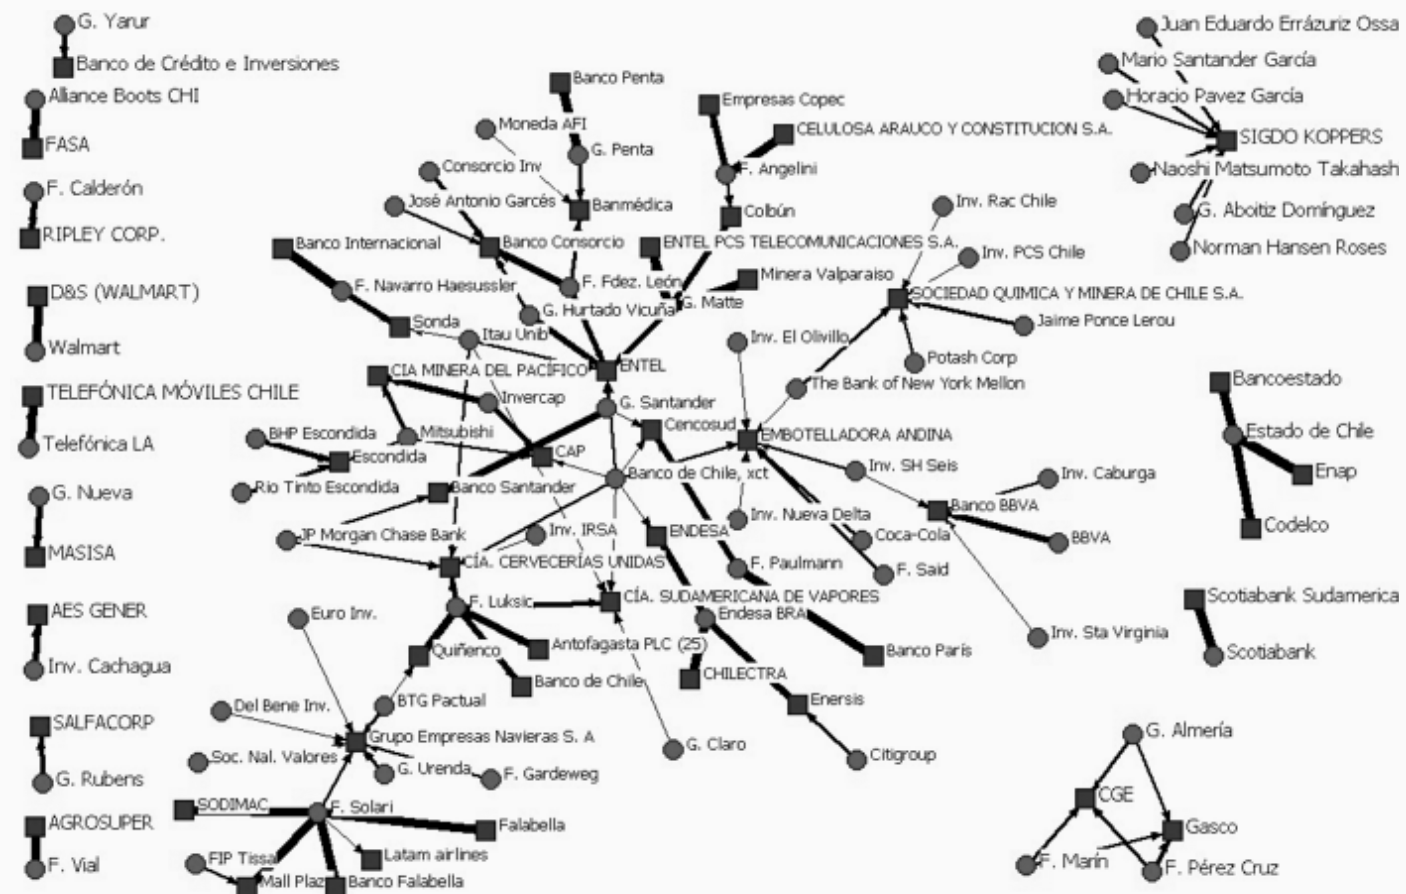 G. Yarur
Banco de Crédito e Inversiones
Alliance Boots CHI
FASA
F. Calderón
RIPLEY CORP.
D&S (WALMART)
Walmart
TELEFÓNICA MÓVILES CHILE
Telefónica LA
G. Nueva
MASISA
AES GENER
Inv. Cachagua
SALFACORP
G. Rubens
AGROSUPER
F. Vial
Banco Penta
Moneda AFI
G. Penta
Consorcio Inv
José Antonio Garcés
Banmédica
Banco Internacional
Banco Consorcio
F. Navarro Haesussler
F. Fdez. León
G. Hurtado Vicuña
Sonda
Itau Unib
Empresas Copec
CELULOSA ARAUCO Y CONSTITUCION S.A.
F. Angelini
Colbún
ENTEL PCS TELECOMUNICACIONES S.A.
Minera Valparaiso
G. Matte
Inv. Rac Chile
Inv. PCS Chile
SOCIEDAD QUIMICA Y MINERA DE CHILE S.A.
Jaime Ponce Lerou
Potash Corp
Inv. El Olivillo
The Bank of New York Mellon
CIA MINERA DEL PACÍFICO
ENTEL
Invercap
G. Santander
Cencosud
EMBOTELLADORA ANDINA
BHP Escondida
Mitsubishi
Escondida
CAP
Rio Tinto Escondida
Banco Santander
Banco de Chile, xct
Inv. SH Seis
Inv. Caburga
Banco BBVA
BBVA
Inv. Nueva Delta
Coca-Cola
F. Said
JP Morgan Chase Bank
Inv. IRSA
ENDESA
CÍA. CERVECERÍAS UNIDAS
F. Paulmann
Euro Inv.
F. Luksic
CÍA. SUDAMERICANA DE VAPORES
Endesa BRA
Inv. Sta Virginia
Quiñenco
Antofagasta PLC (25)
Banco París
Banco de Chile
CHILECTRA
Enersis
Del Bene Inv.
BTG Pactual
Grupo Empresas Navieras S. A
Soc. Nal. Valores
G. Urenda
F. Gardeweg
G. Claro
Citigroup
SODIMAC
F. Solari
Falabella
FIP Tissa
Latam airlines
Mall Plaz
Banco Falabella
Juan Eduardo Errázuriz Ossa
Mario Santander García
Horacio Pavez García
SIGDO KOPPERS
Naoshi Matsumoto Takahash
G. Aboitiz Domínguez
Norman Hansen Roses
Bancoestado
Estado de Chile
Enap
Codelco
Scotiabank Sudamerica
Scotiabank
G. Almería
CGE
Gasco
F. Marín
F. Pérez Cruz